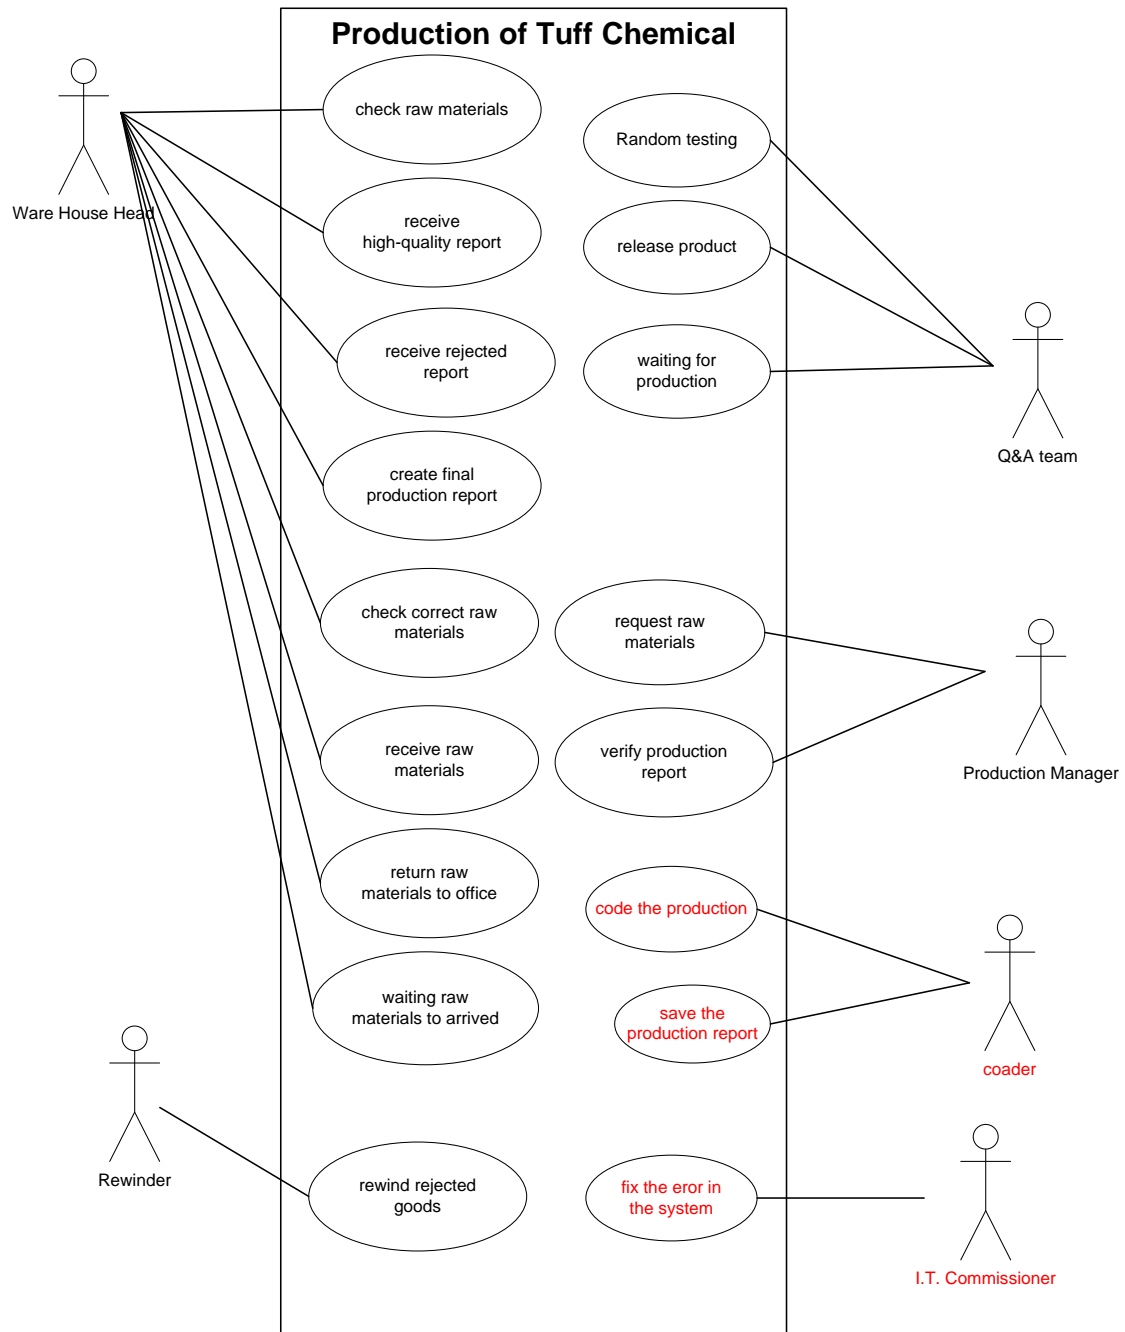 Production of Tuff Chemical
check raw materials
Random testing
Ware House Head
receive
high-quality report
release product
receive rejected
report
waiting for
production
Q&A team
create final
production report
check correct raw
materials
request raw
materials
receive raw
materials
verify production
report
Production Manager
return raw
materials to office
code the production
waiting raw
materials to arrived
save the
production report
coader
Rewinder
rewind rejected
goods
fix the eror in
the system
I.T. Commissioner